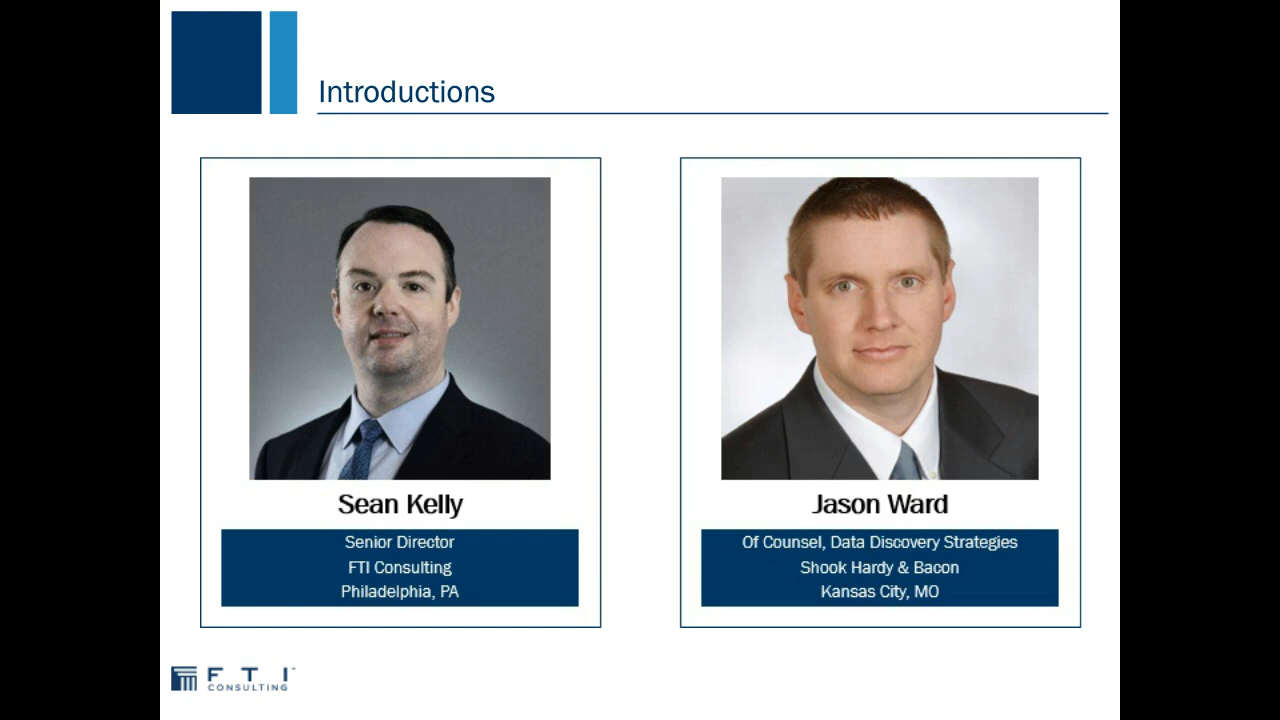 Introductions
Sean Kelly
Senior Director
FTI Consulting
Philadelphia, PA
Jason Ward
Of Counsel, Data Discovery Strategies
Shook Hardy & Bacon
Kansas City, MO
F T I
CONSULTING